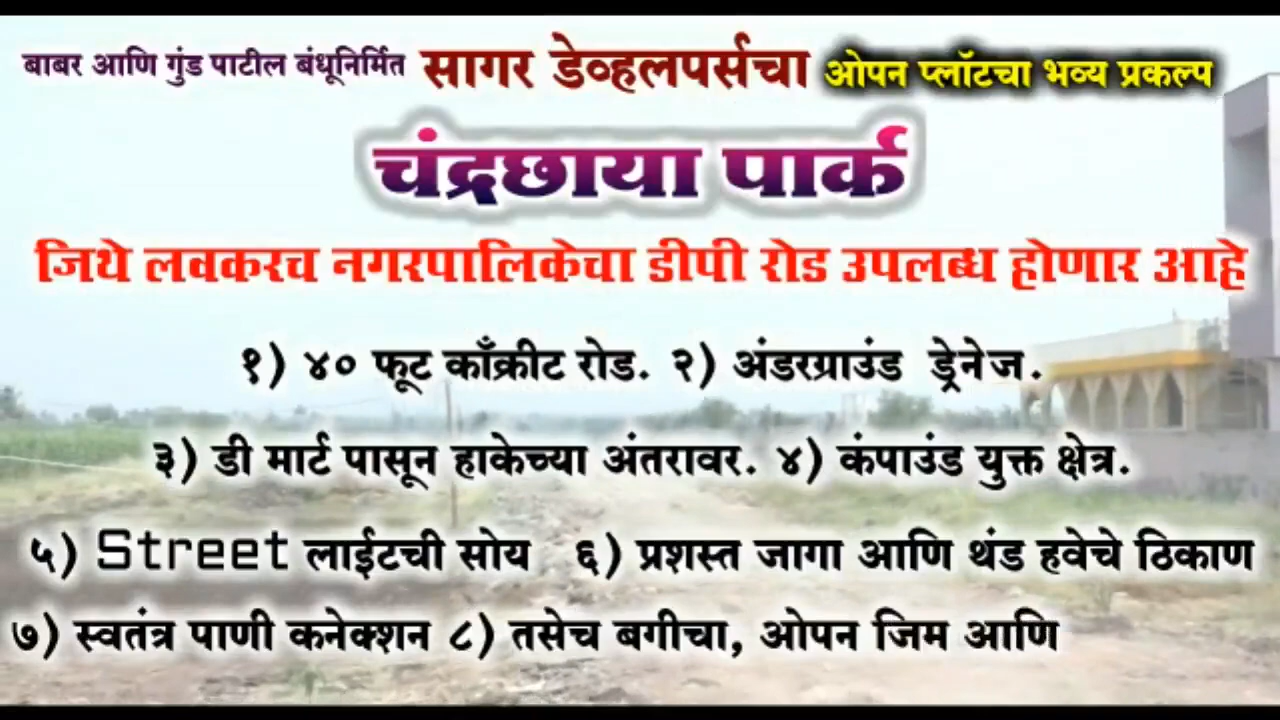 बाबर आणि गुंड पाटील बंधूनिर्मित सागर डेव्हलपर्सचा ओपन प्लॉटचा भव्य प्रकल्प
चंद्रछाया पार्क
जिथे लवकरच नगरपालिकेचा डीपी रोड उपलब्ध होणार आहे
१) ४० फूट काँक्रीट रोड. २) अंडरग्राउंड ड्रेनेज.
३) डी मार्ट पासून हाकेच्या अंतरावर. ४) कंपाउंड युक्त क्षेत्र.
५) Street लाईटची सोय ६) प्रशस्त जागा आणि थंड हवेचे ठिकाण
७) स्वतंत्र पाणी कनेक्शन ८) तसेच बगीचा, ओपन जिम आणि